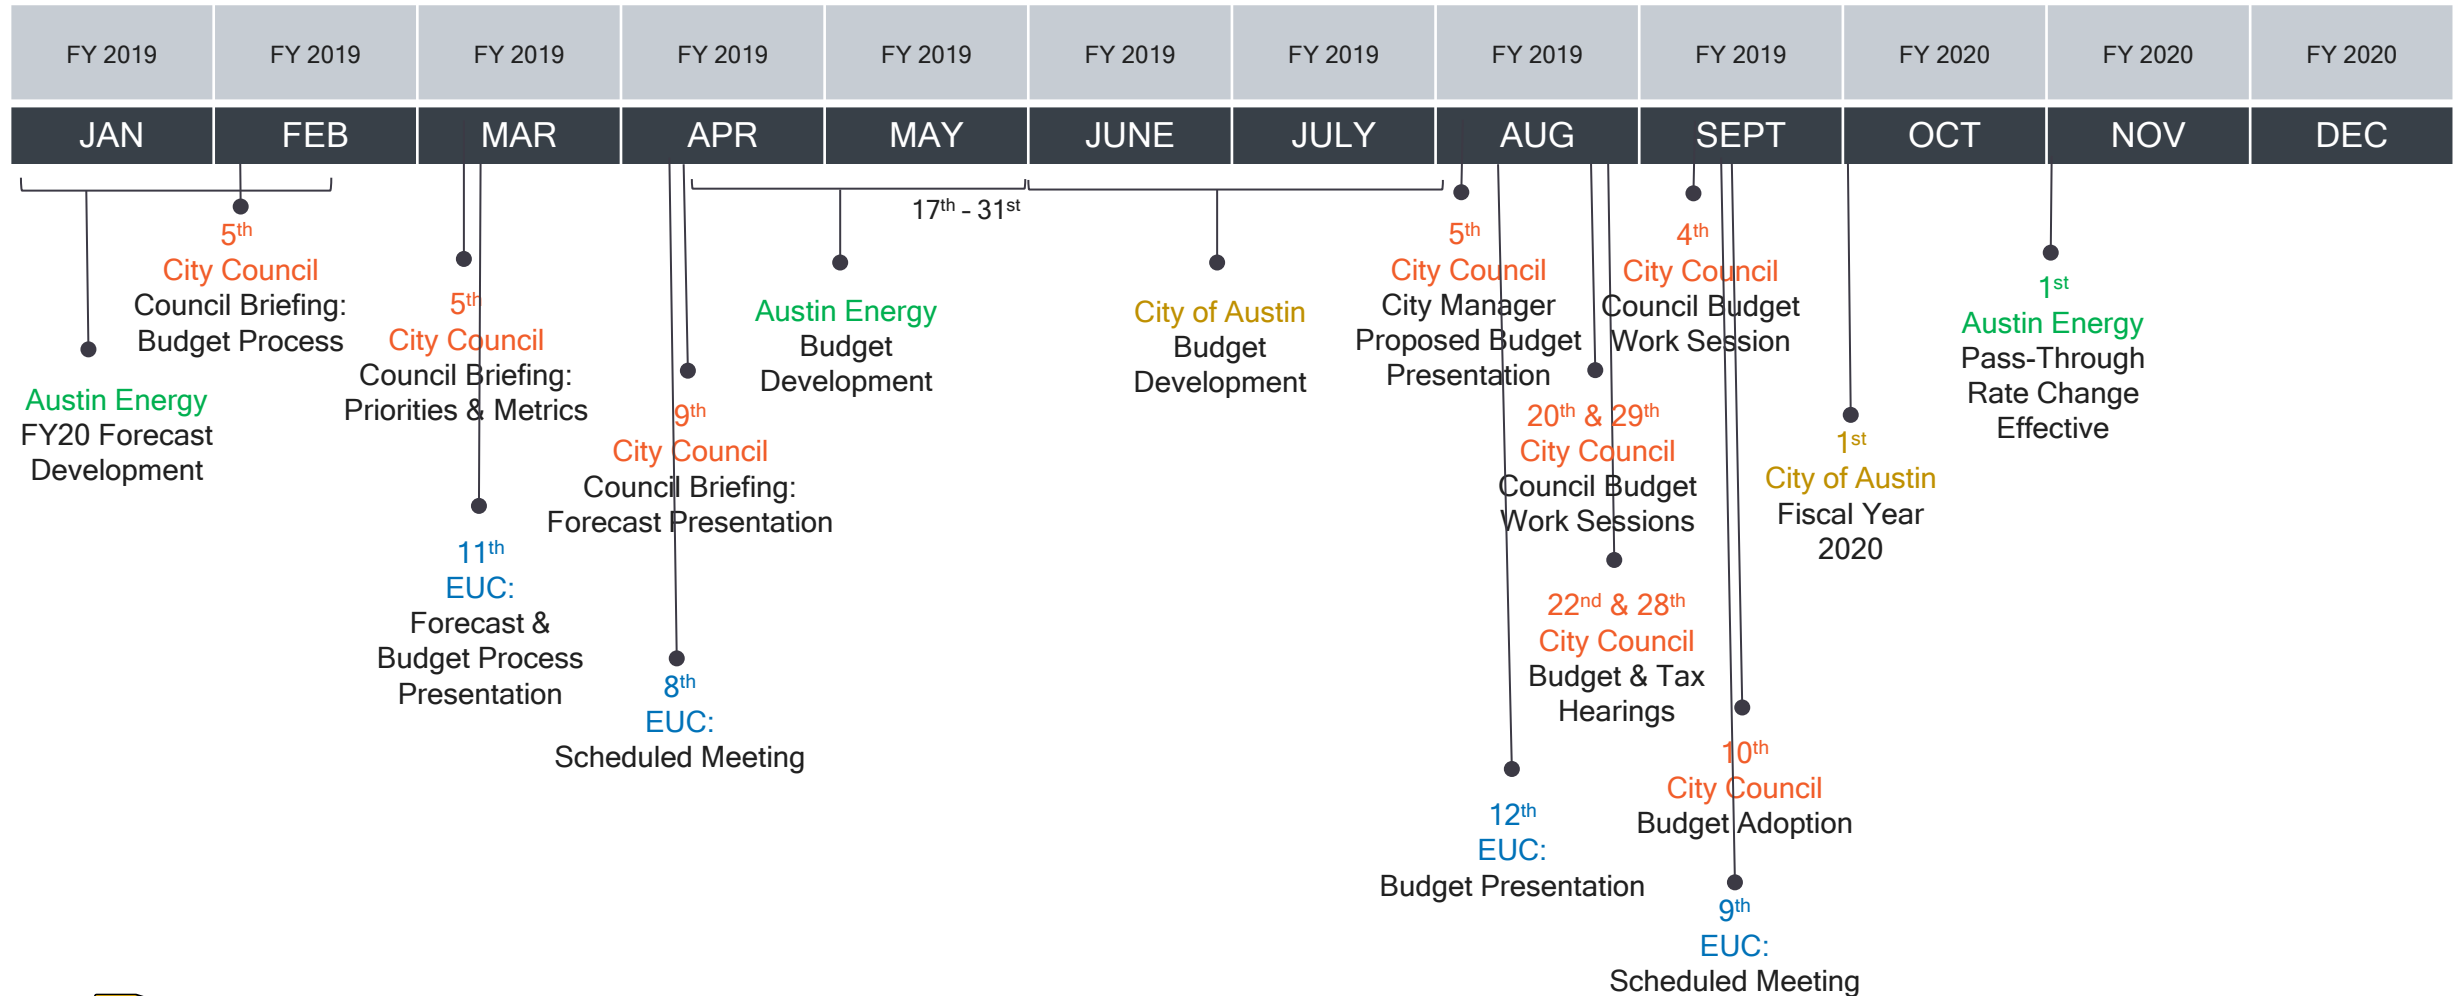 FY 2019 FY 2019 FY 2019 FY 2019 FY 2019 FY 2019 FY 2019 FY 2019 FY 2019 FY 2020 FY 2020 FY 2020
JAN FEB MAR APR MAY JUNE JULY AUG SEPT OCT NOV DEC
Austin Energy
FY20 Forecast
Development
5th
City Council
Council Briefing:
Budget Process
5th
City Council
Council Briefing:
Priorities & Metrics
11th
EUC:
Forecast &
Budget Process
Presentation
9th
City Council
Council Briefing:
Forecast Presentation
8th
EUC:
Scheduled Meeting
17th - 31st
Austin Energy
Budget
Development
City of Austin
Budget
Development
5th
City Council
City Manager
Proposed Budget
Presentation
20th & 29th
City Council
Council Budget
Work Sessions
22nd & 28th
City Council
Budget & Tax
Hearings
12th
EUC:
Budget Presentation
4th
City Council
Council Budget
Work Session
10th
City Council
Budget Adoption
9th
EUC:
Scheduled Meeting
1st
City of Austin
Fiscal Year
2020
1st
Austin Energy
Pass-Through
Rate Change
Effective